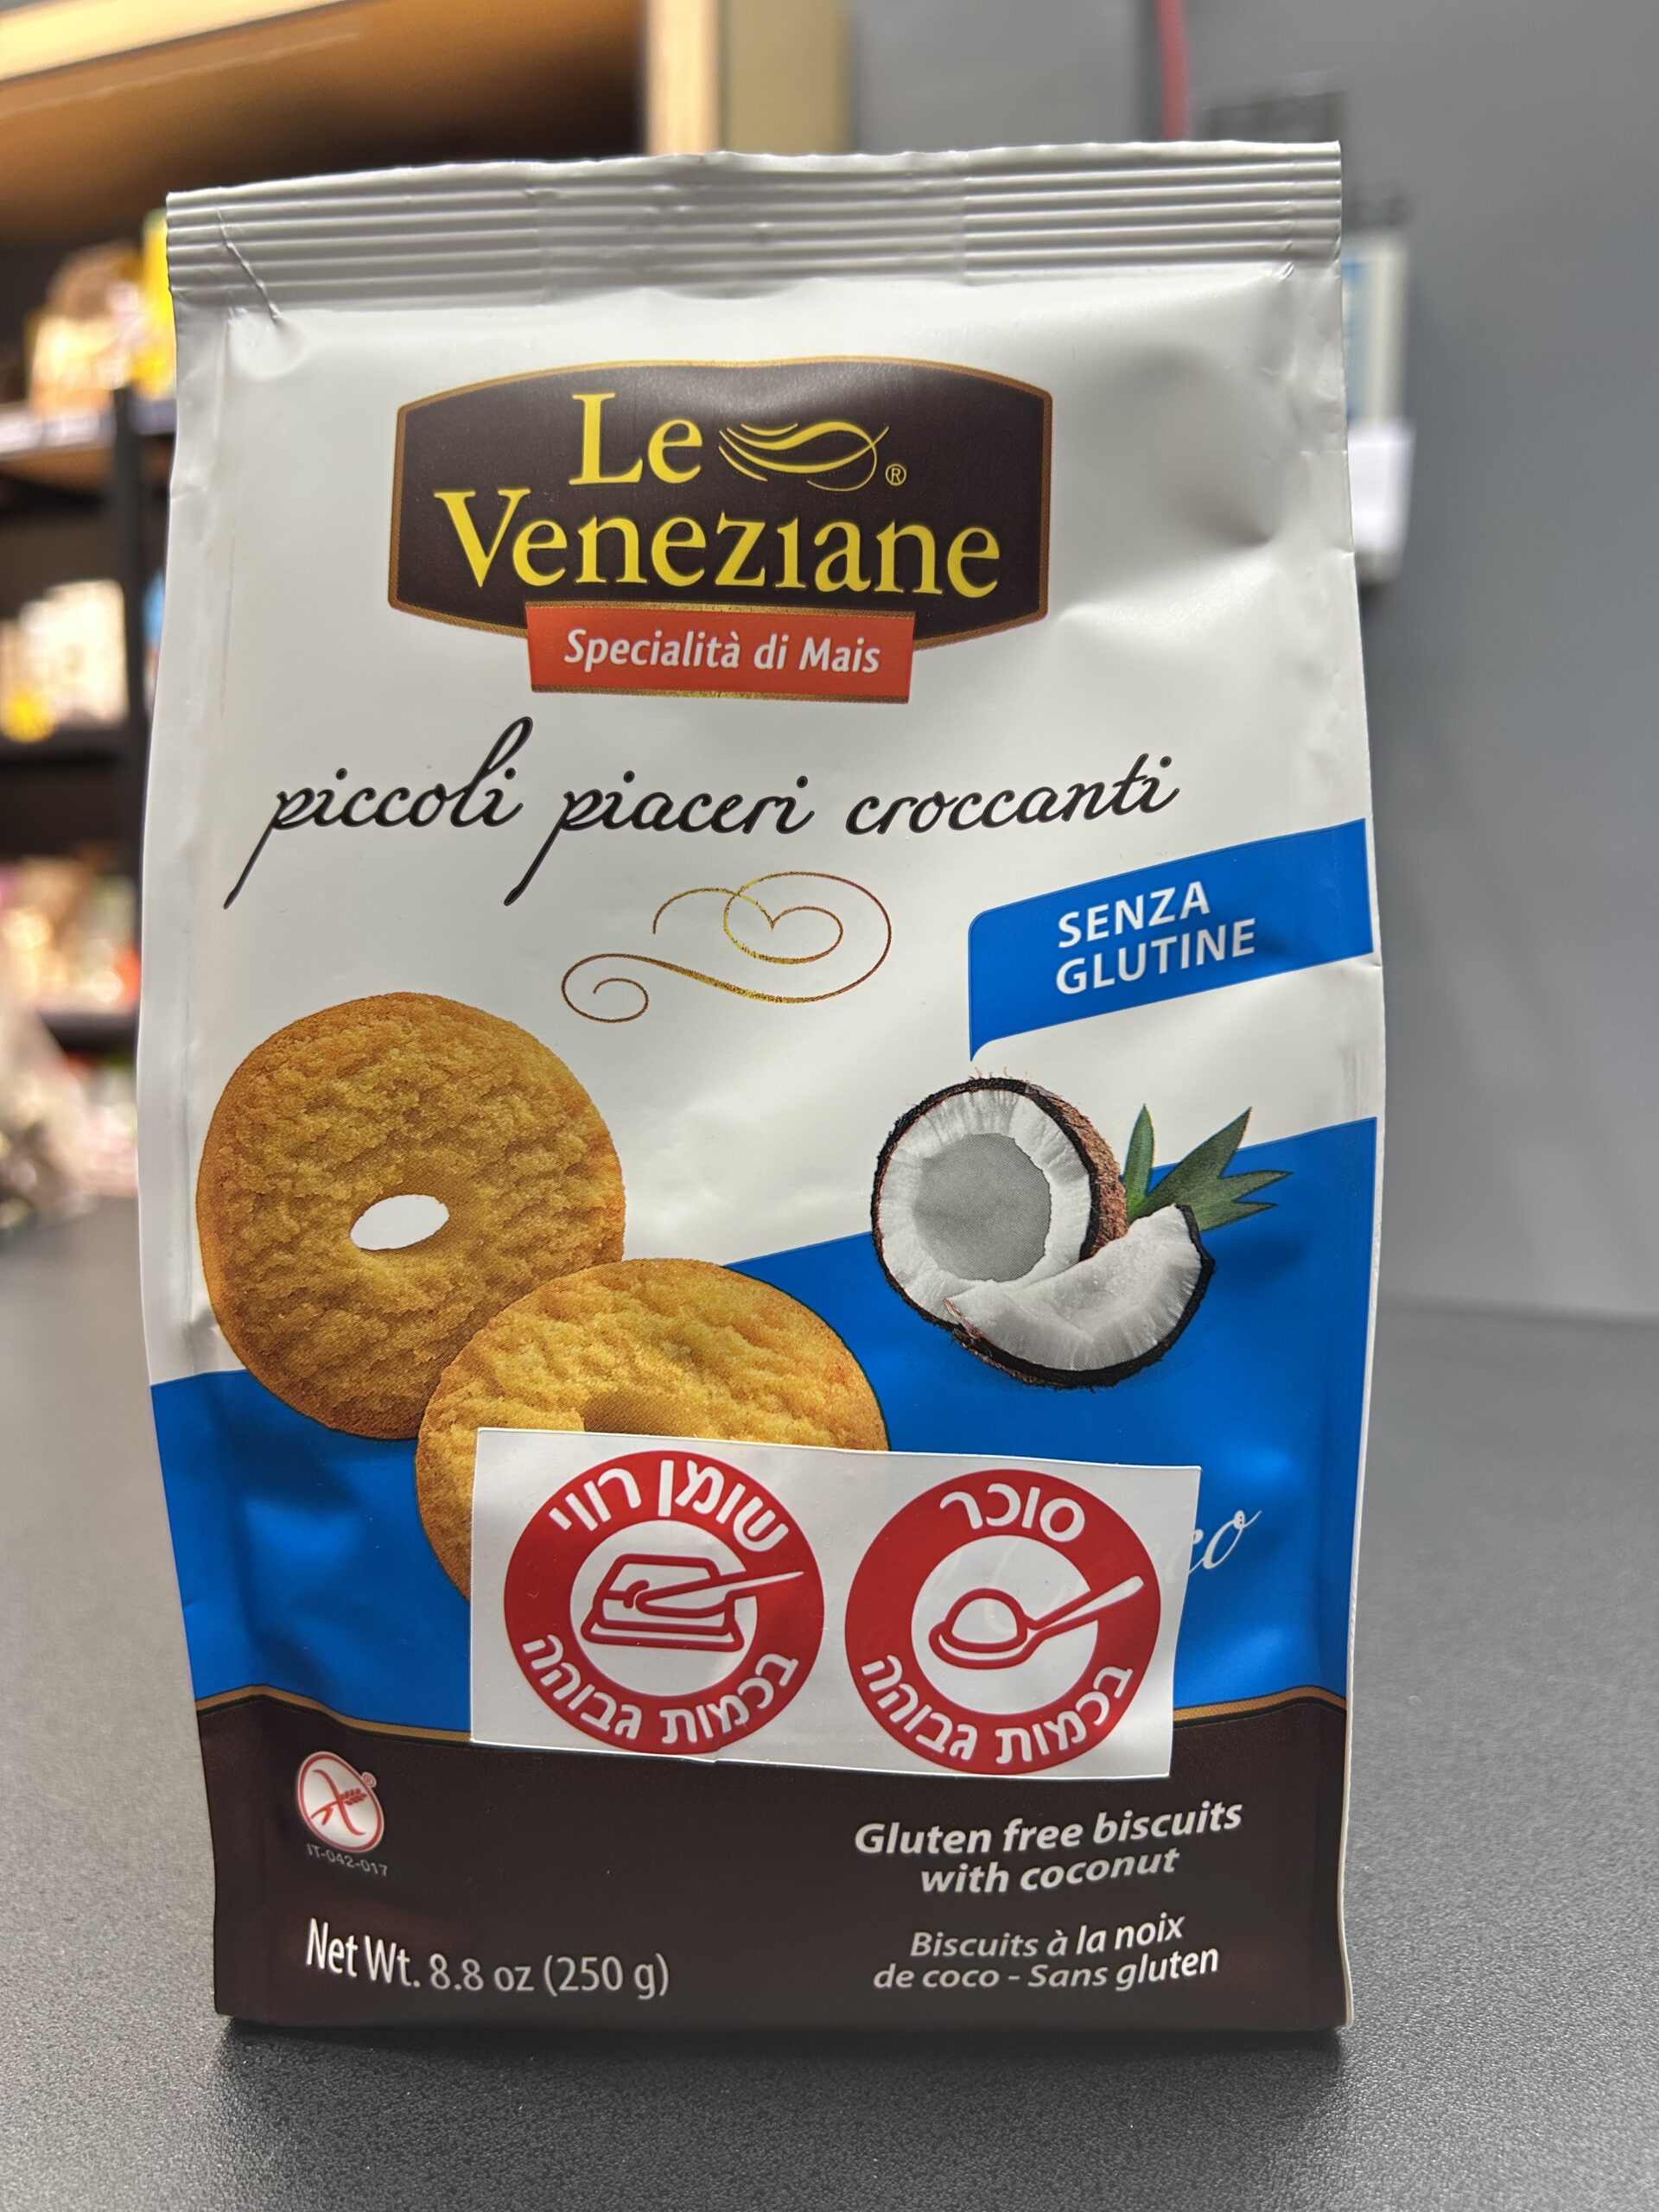 Le ®
Veneziane
Specialità di Mais
piccoli piaceri croccanti
SENZA
GLUTINE
שומן רווי
בכמות גבוהה
סוכר
בכמות גבוהה
IT-042-017
Gluten free biscuits
with coconut
Net Wt. 8.8 oz (250 g)
Biscuits à la noix
de coco - Sans gluten